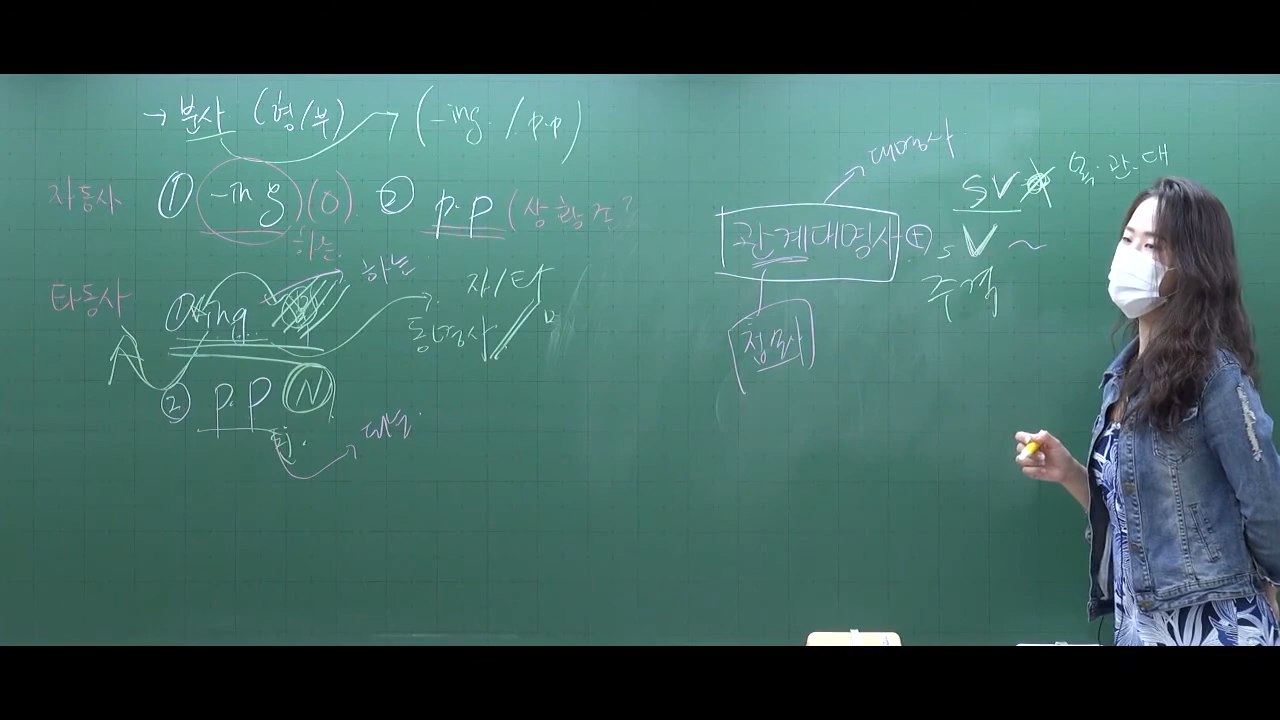 → 분사 (형/부) → (-ing / p.p)
자동사 ① -ing (O) ② p.p (상황조
하는
타동사 ① -ing 하는
자/타
동명사
② p.p N
대명사
관계대명사 + s V ~
주격
접속사
SV 목.관.대